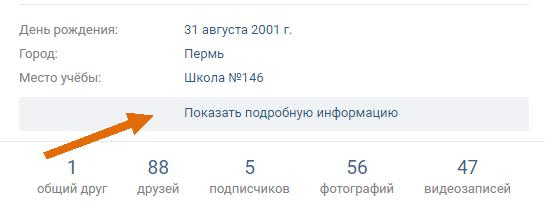 День рождения: 31 августа 2001 г.
Город: Пермь
Место учёбы: Школа №146
Показать подробную информацию
1 88 5 56 47
общий друг друзей подписчиков фотографий видеозаписей